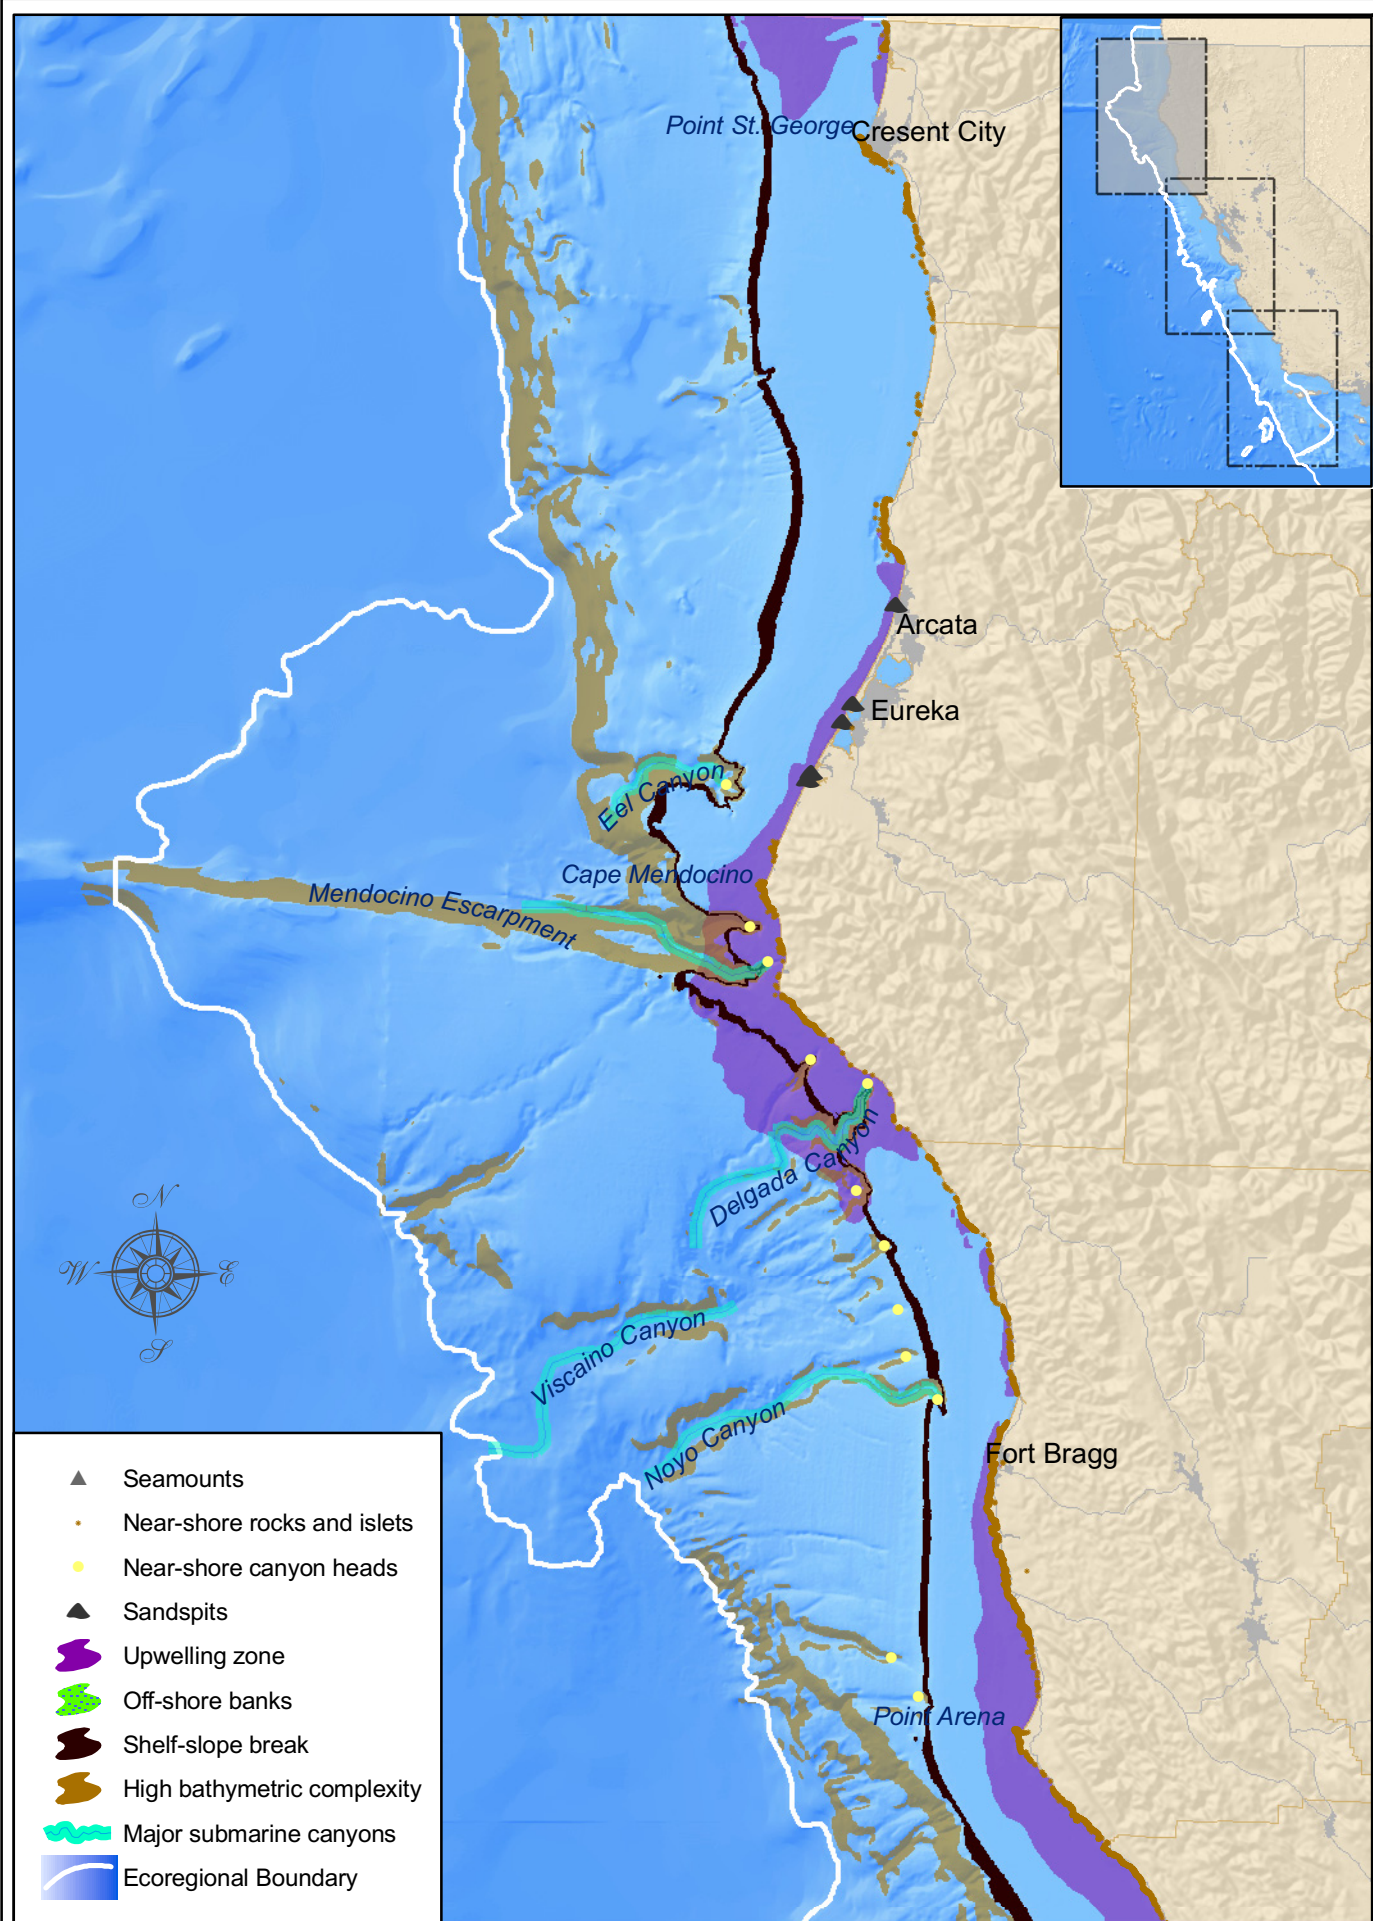 Point St. George
Cresent City
Arcata
Eureka
Eel Canyon
Cape Mendocino
Mendocino Escarpment
Delgada Canyon
N
W
E
S
Viscaino Canyon
Noyo Canyon
Fort Bragg
Point Arena
Seamounts
Near-shore rocks and islets
Near-shore canyon heads
Sandspits
Upwelling zone
Off-shore banks
Shelf-slope break
High bathymetric complexity
Major submarine canyons
Ecoregional Boundary